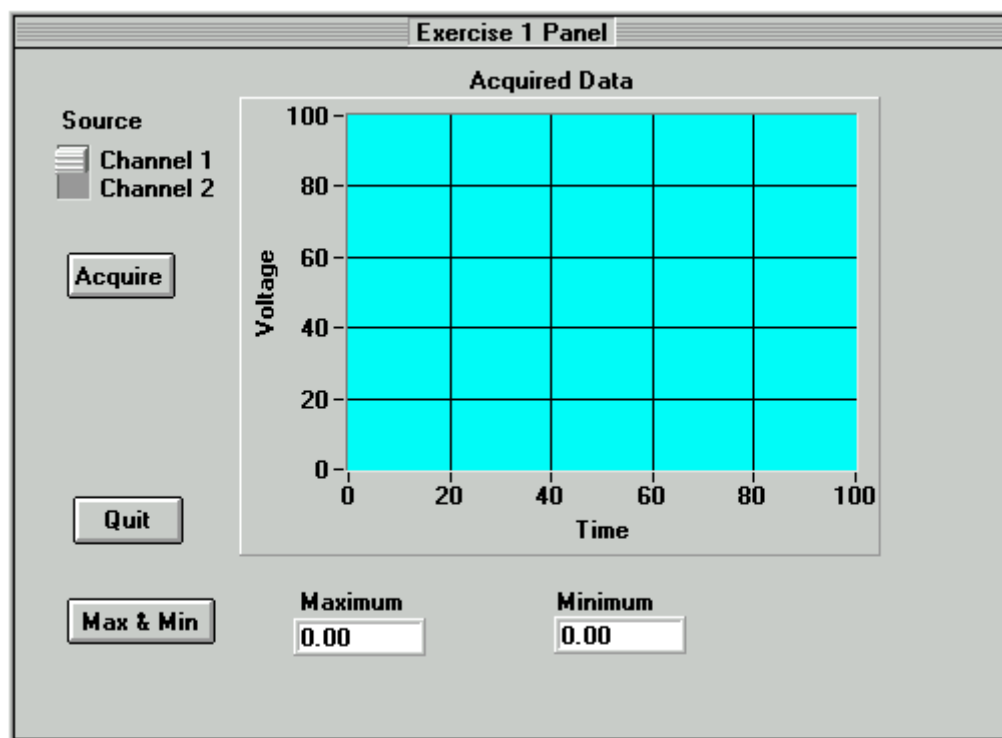 Exercise 1 Panel
Acquired Data
Source
Channel 1
Channel 2
Acquire
Quit
Max & Min
Voltage
100
80
60
40
20
0
0 20 40 60 80 100
Time
Maximum
0.00
Minimum
0.00